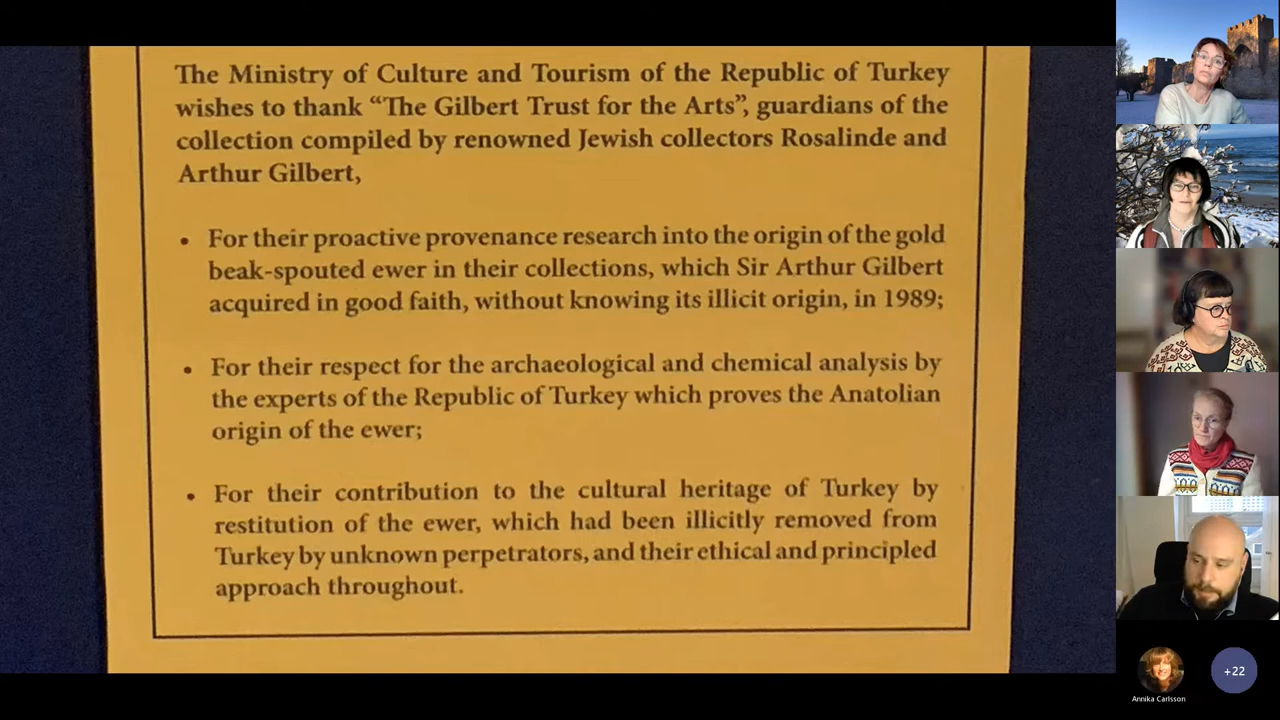 The Ministry of Culture and Tourism of the Republic of Turkey
wishes to thank “The Gilbert Trust for the Arts”, guardians of the
collection compiled by renowned Jewish collectors Rosalinde and
Arthur Gilbert,
• For their proactive provenance research into the origin of the gold
beak-spouted ewer in their collections, which Sir Arthur Gilbert
acquired in good faith, without knowing its illicit origin, in 1989;
• For their respect for the archaeological and chemical analysis by
the experts of the Republic of Turkey which proves the Anatolian
origin of the ewer;
• For their contribution to the cultural heritage of Turkey by
restitution of the ewer, which had been illicitly removed from
Turkey by unknown perpetrators, and their ethical and principled
approach throughout.
+22
Annika Carlsson